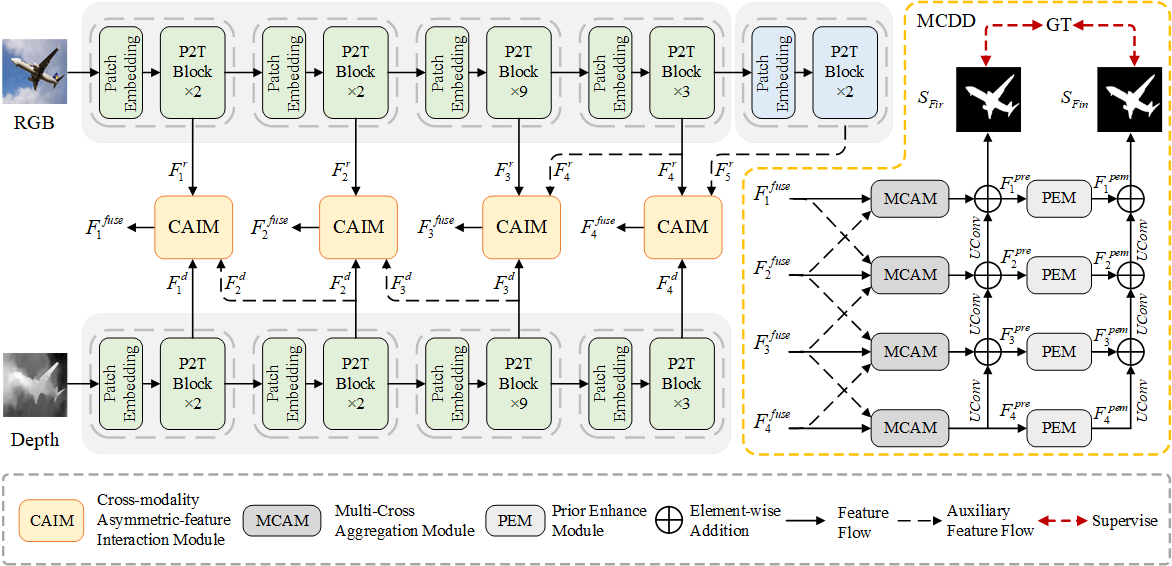 RGB
Patch Embedding
P2T Block ×2
Patch Embedding
P2T Block ×2
Patch Embedding
P2T Block ×9
Patch Embedding
P2T Block ×3
Patch Embedding
P2T Block ×2
F_1^r
F_2^r
F_3^r
F_4^r
F_4^r
F_5^r
F_1^{fuse}
CAIM
F_2^{fuse}
CAIM
F_3^{fuse}
CAIM
F_4^{fuse}
CAIM
F_1^d
F_2^d
F_2^d
F_3^d
F_3^d
F_4^d
Depth
Patch Embedding
P2T Block ×2
Patch Embedding
P2T Block ×2
Patch Embedding
P2T Block ×9
Patch Embedding
P2T Block ×3
MCDD
GT
S_{Fir}
S_{Fin}
F_1^{fuse}
MCAM
F_1^{pre}
PEM
F_1^{pem}
UConv
UConv
F_2^{fuse}
MCAM
F_2^{pre}
PEM
F_2^{pem}
UConv
UConv
F_3^{fuse}
MCAM
F_3^{pre}
PEM
F_3^{pem}
UConv
UConv
F_4^{fuse}
MCAM
F_4^{pre}
PEM
F_4^{pem}
CAIM
Cross-modality
Asymmetric-feature
Interaction Module
MCAM
Multi-Cross
Aggregation Module
PEM
Prior Enhance
Module
Element-wise
Addition
Feature
Flow
Auxiliary
Feature Flow
Supervise